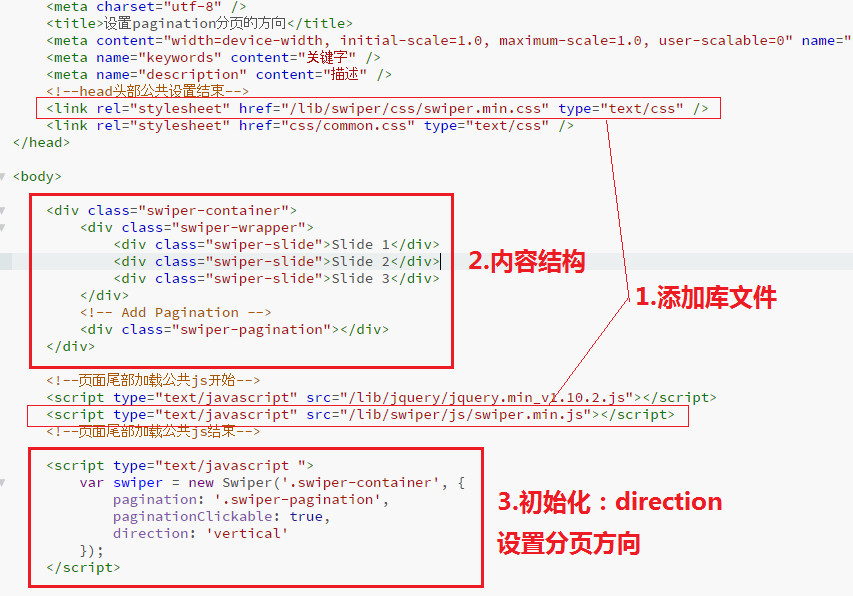 <meta charset="utf-8" />
<title>设置pagination分页的方向</title>
<meta content="width=device-width, initial-scale=1.0, maximum-scale=1.0, user-scalable=0" name="
<meta name="keywords" content="关键字" />
<meta name="description" content="描述" />
<!--head头部公共设置结束-->
<link rel="stylesheet" href="/lib/swiper/css/swiper.min.css" type="text/css" />
<link rel="stylesheet" href="css/common.css" type="text/css" />
</head>
<body>
<div class="swiper-container">
<div class="swiper-wrapper">
<div class="swiper-slide">Slide 1</div>
<div class="swiper-slide">Slide 2</div>
<div class="swiper-slide">Slide 3</div>
</div>
<!-- Add Pagination -->
<div class="swiper-pagination"></div>
</div>
2.内容结构
1.添加库文件
<!--页面尾部加载公共js开始-->
<script type="text/javascript" src="/lib/jquery/jquery.min_v1.10.2.js"></script>
<script type="text/javascript" src="/lib/swiper/js/swiper.min.js"></script>
<!--页面尾部加载公共js结束-->
<script type="text/javascript ">
var swiper = new Swiper('.swiper-container', {
pagination: '.swiper-pagination',
paginationClickable: true,
direction: 'vertical'
});
</script>
3.初始化：direction
设置分页方向